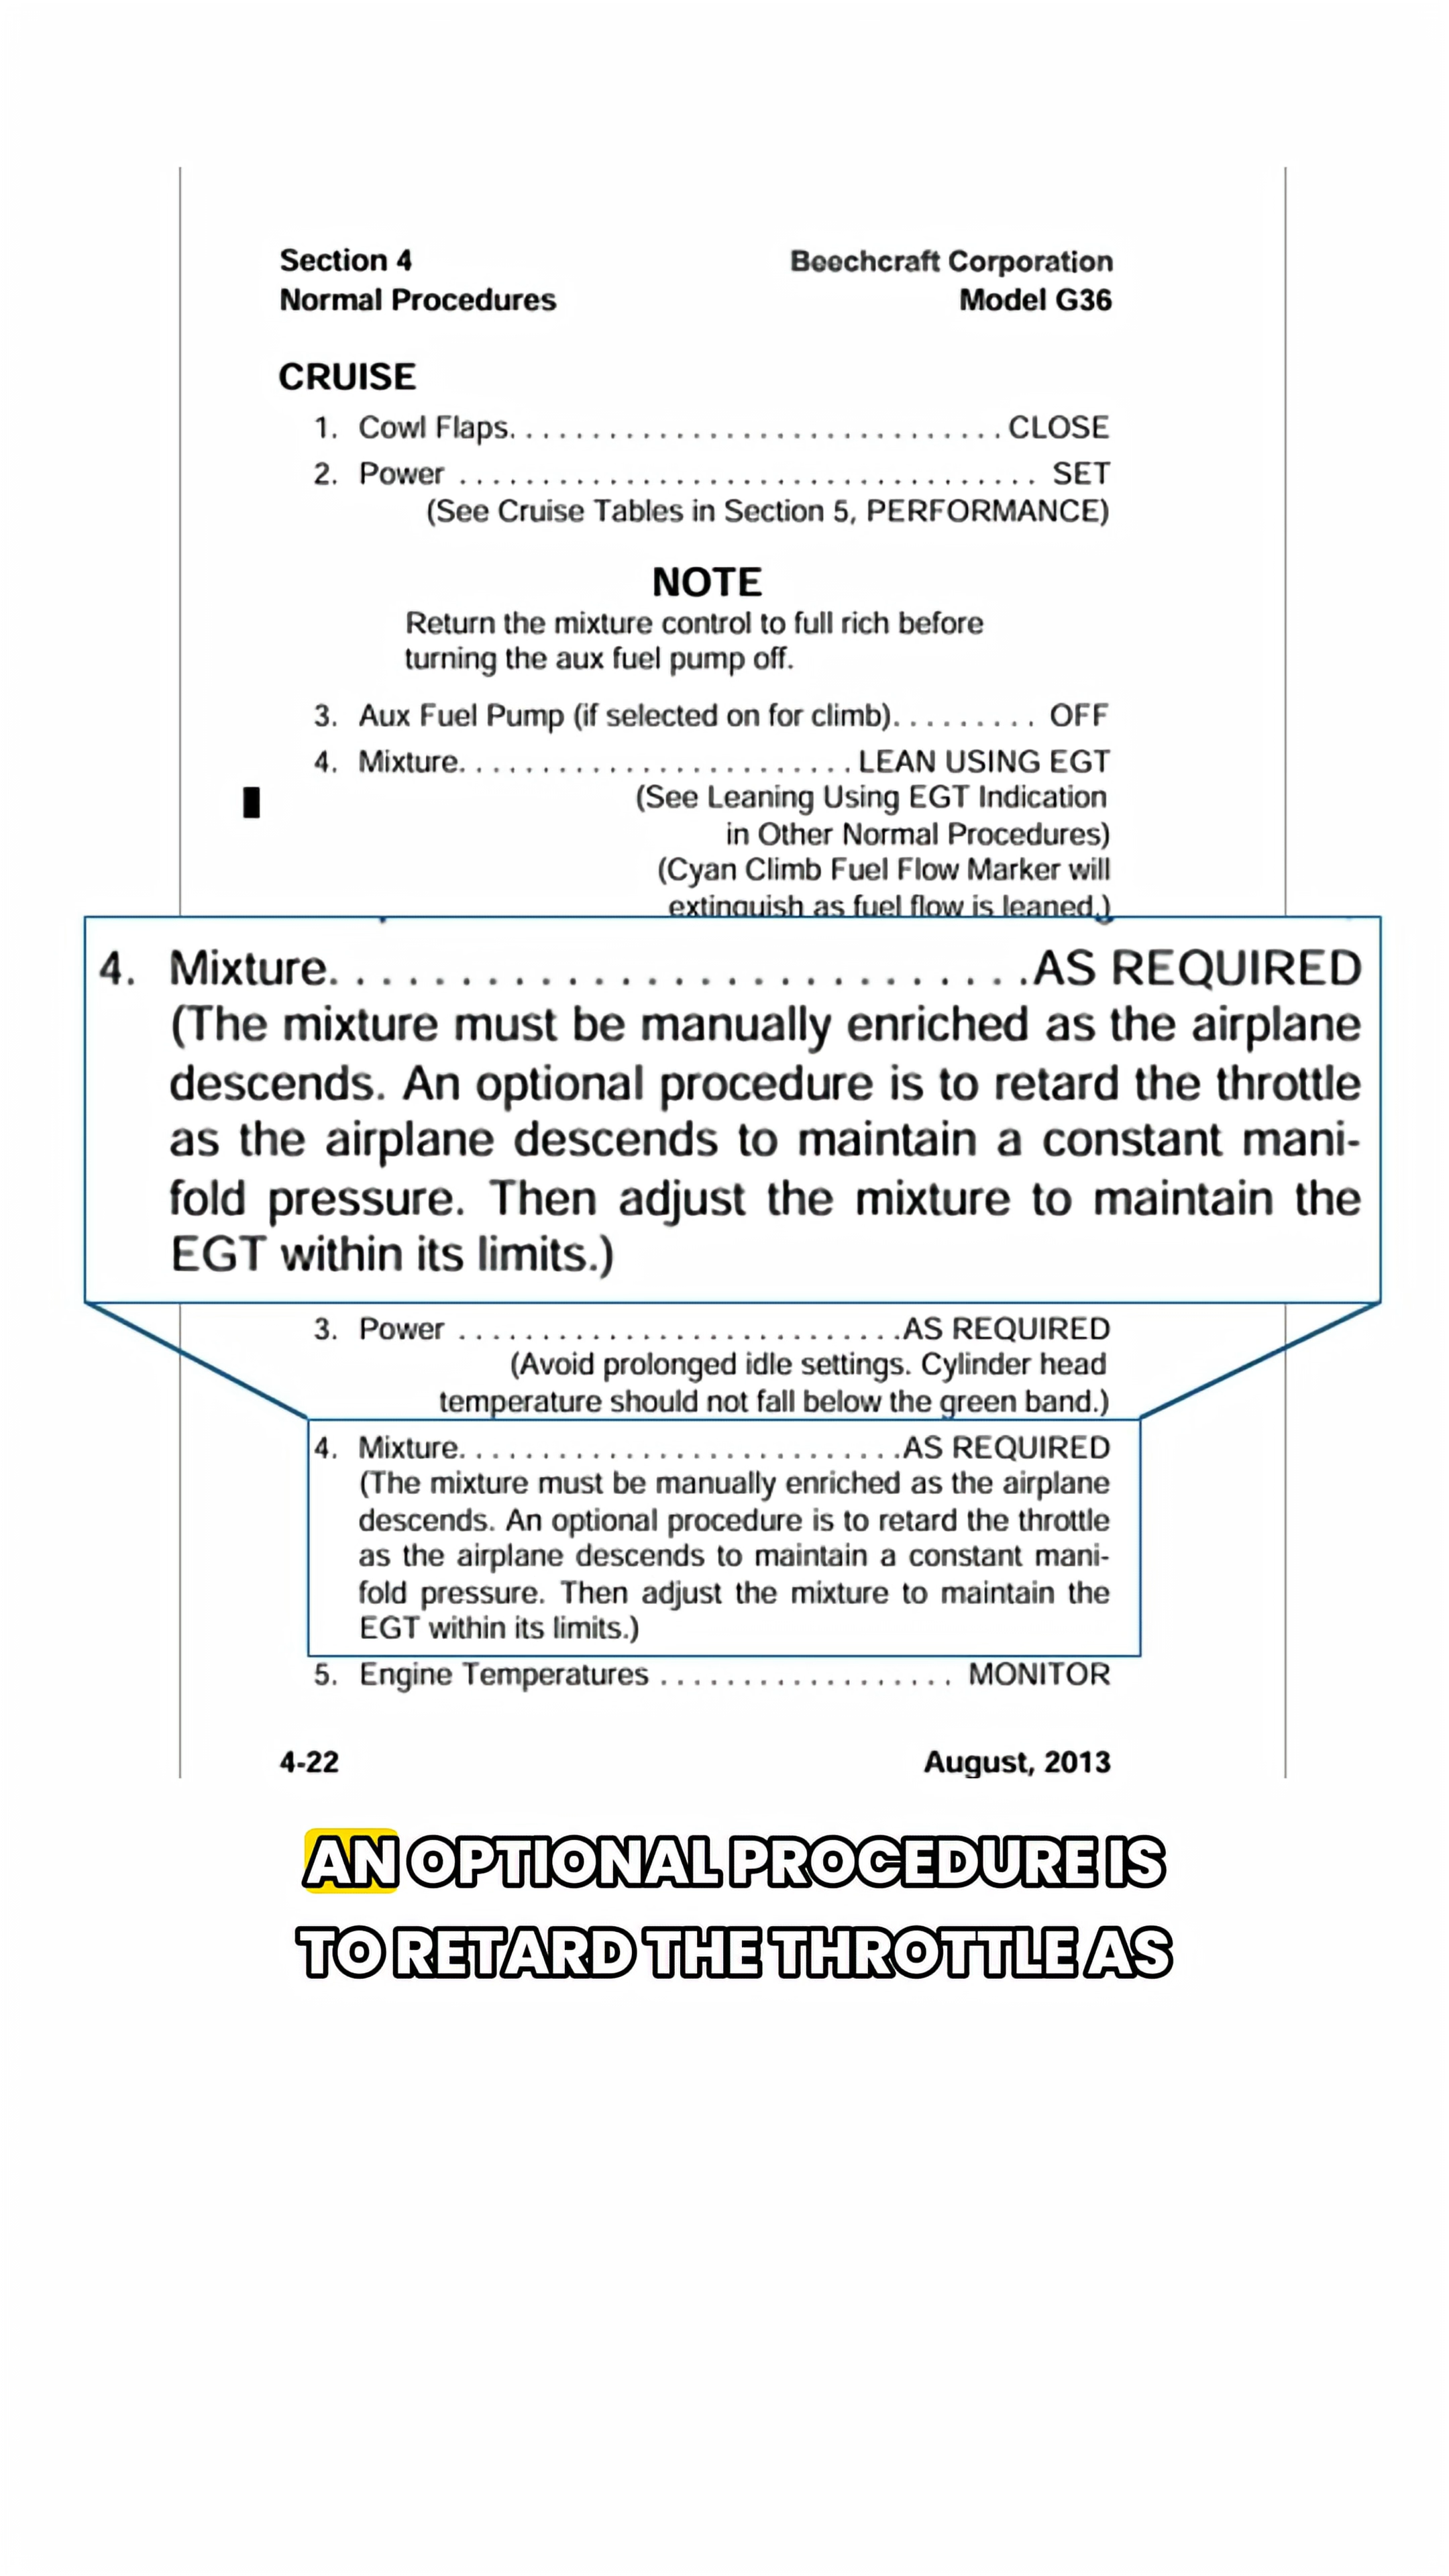 Section 4
Beechcraft Corporation
Normal Procedures
Model G36
CRUISE
1. Cowl Flaps. . . . . . . . . . . . . . . . . . . . . . . . . . . . . . CLOSE
2. Power . . . . . . . . . . . . . . . . . . . . . . . . . . . . . . . . . . . SET
(See Cruise Tables in Section 5, PERFORMANCE)
NOTE
Return the mixture control to full rich before
turning the aux fuel pump off.
3. Aux Fuel Pump (if selected on for climb). . . . . . . . . OFF
4. Mixture. . . . . . . . . . . . . . . . . . . . . . . . LEAN USING EGT
(See Leaning Using EGT Indication
in Other Normal Procedures)
(Cyan Climb Fuel Flow Marker will
extinguish as fuel flow is leaned.)
4. Mixture. . . . . . . . . . . . . . . . . . . . . . . . . . . AS REQUIRED
(The mixture must be manually enriched as the airplane
descends. An optional procedure is to retard the throttle
as the airplane descends to maintain a constant mani-
fold pressure. Then adjust the mixture to maintain the
EGT within its limits.)
3. Power . . . . . . . . . . . . . . . . . . . . . . . . . . . AS REQUIRED
(Avoid prolonged idle settings. Cylinder head
temperature should not fall below the green band.)
4. Mixture. . . . . . . . . . . . . . . . . . . . . . . . . . . AS REQUIRED
(The mixture must be manually enriched as the airplane
descends. An optional procedure is to retard the throttle
as the airplane descends to maintain a constant mani-
fold pressure. Then adjust the mixture to maintain the
EGT within its limits.)
5. Engine Temperatures . . . . . . . . . . . . . . . . . . MONITOR
4-22
August, 2013
AN OPTIONAL PROCEDURE IS
TO RETARD THE THROTTLE AS